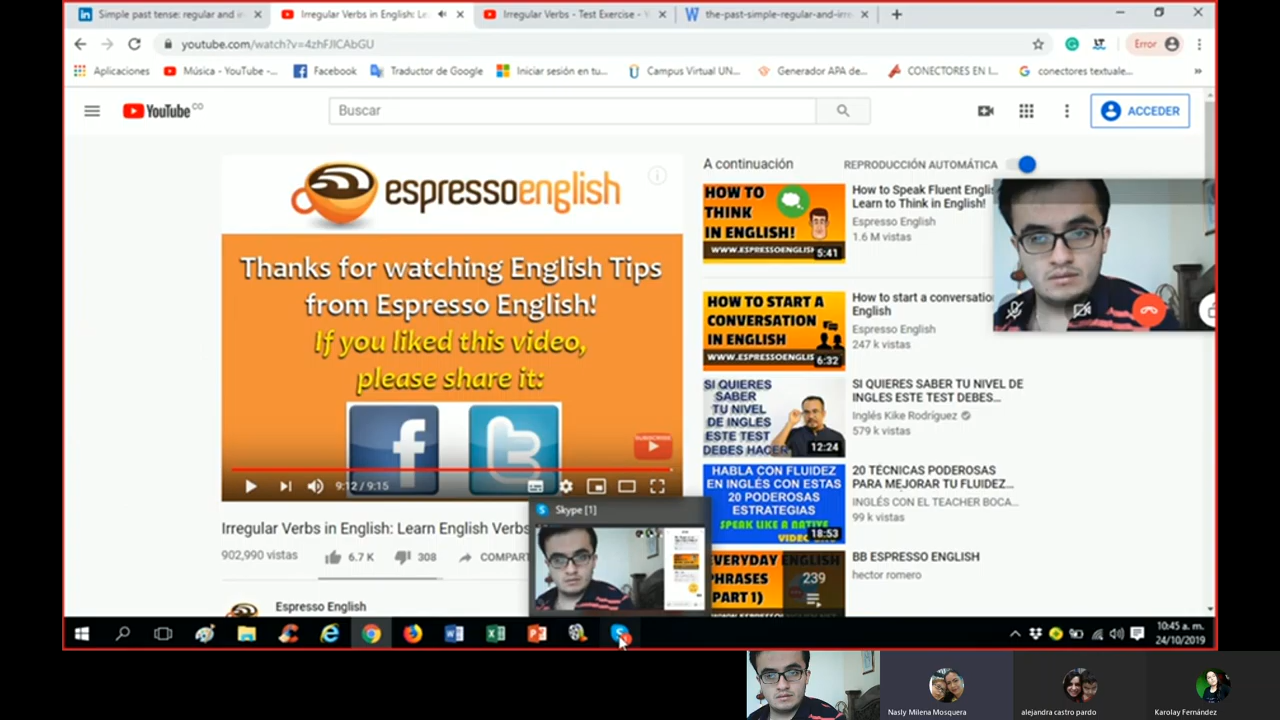 Simple past tense: regular and ir
Irregular Verbs in English: Le
Irregular Verbs - Test Exercise - Y
the-past-simple-regular-and-irre
youtube.com/watch?v=4zhFJlCAbGU
Error
Aplicaciones
Música - YouTube -...
Facebook
Traductor de Google
Iniciar sesión en tu...
Campus Virtual UN...
Generador APA de...
CONECTORES EN I...
conectores textuale...
YouTube CO
Buscar
ACCEDER
espressoenglish
Thanks for watching English Tips
from Espresso English!
If you liked this video,
please share it:
SUBSCRIBE
9:12 / 9:15
Irregular Verbs in English: Learn English Verbs
902,990 vistas
6.7 K
308
COMPART
Espresso English
A continuación
REPRODUCCIÓN AUTOMÁTICA
HOW TO
THINK
IN ENGLISH!
WWW.ESPRESSOENGLIS
5:41
How to Speak Fluent Englis
Learn to Think in English!
Espresso English
1.6 M vistas
HOW TO START A
CONVERSATION
IN ENGLISH
WWW.ESPRESSOENGLIS
6:32
How to start a conversatio
English
Espresso English
247 k vistas
SI QUIERES
SABER
TU NIVEL
DE INGLES
ESTE TEST
DEBES HACER
12:24
SI QUIERES SABER TU NIVEL DE
INGLES ESTE TEST DEBES...
Inglés Kike Rodríguez
579 k vistas
HABLA CON FLUIDEZ
EN INGLÉS CON ESTAS
20 PODEROSAS
ESTRATEGIAS
SPEAK LIKE A NATIVE
18:53
20 TÉCNICAS PODEROSAS
PARA MEJORAR TU FLUIDEZ...
INGLÉS CON EL TEACHER BOCA...
99 k vistas
EVERYDAY ENGLISH
PHRASES
(PART 1)
239
BB ESPRESSO ENGLISH
hector romero
Skype [1]
10:45 a. m.
24/10/2019
Nasly Milena Mosquera
alejandra castro pardo
Karolay Fernández